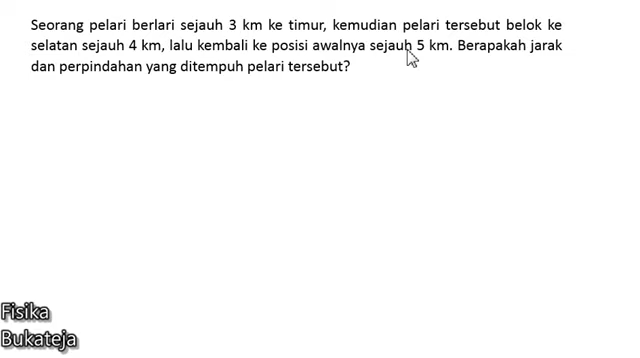 Seorang pelari berlari sejauh 3 km ke timur, kemudian pelari tersebut belok ke
selatan sejauh 4 km, lalu kembali ke posisi awalnya sejauh 5 km. Berapakah jarak
dan perpindahan yang ditempuh pelari tersebut?
Fisika
Bukateja